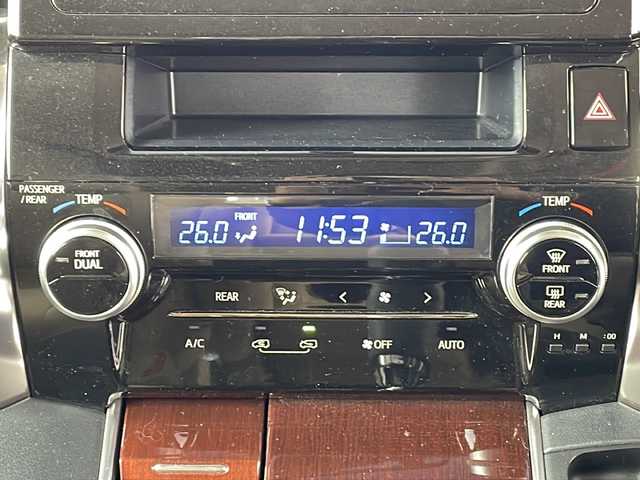 PASSENGER
/REAR
TEMP
TEMP
FRONT
DUAL
26.0
FRONT
11:53
26.0
FRONT
REAR
REAR
A/C
OFF
AUTO
H M :00